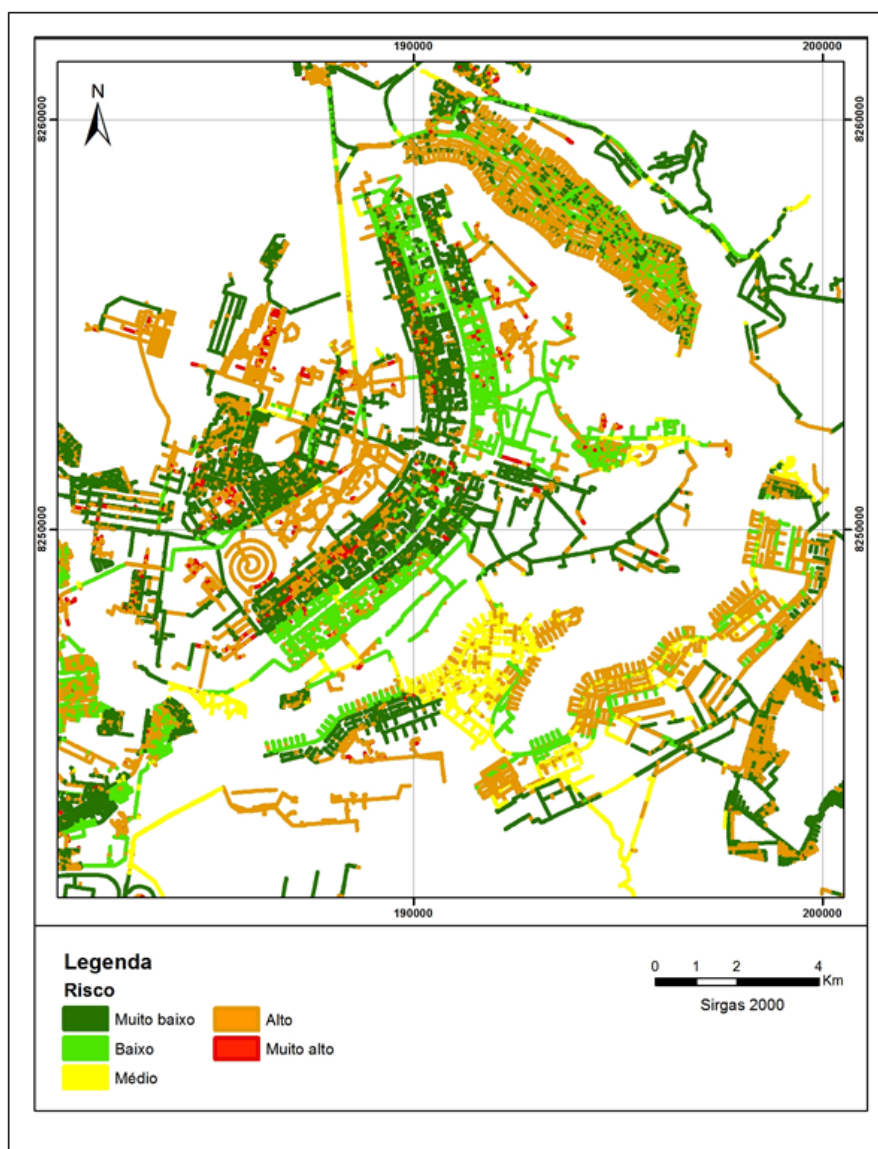 190000 200000
N
8260000 8260000
8250000 8250000
190000 200000
Legenda
Risco
Muito baixo Alto
Baixo Muito alto
Médio
0 1 2 4
Km
Sirgas 2000